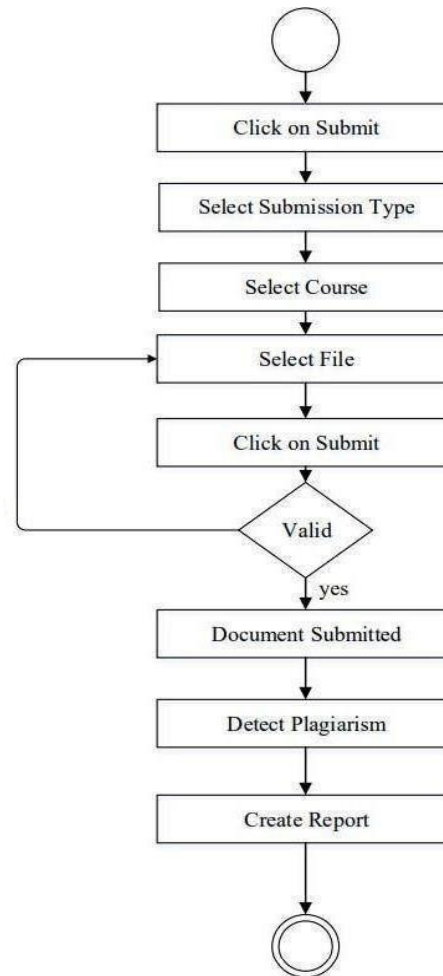 Click on Submit
Select Submission Type
Select Course
Select File
Click on Submit
Valid
yes
Document Submitted
Detect Plagiarism
Create Report